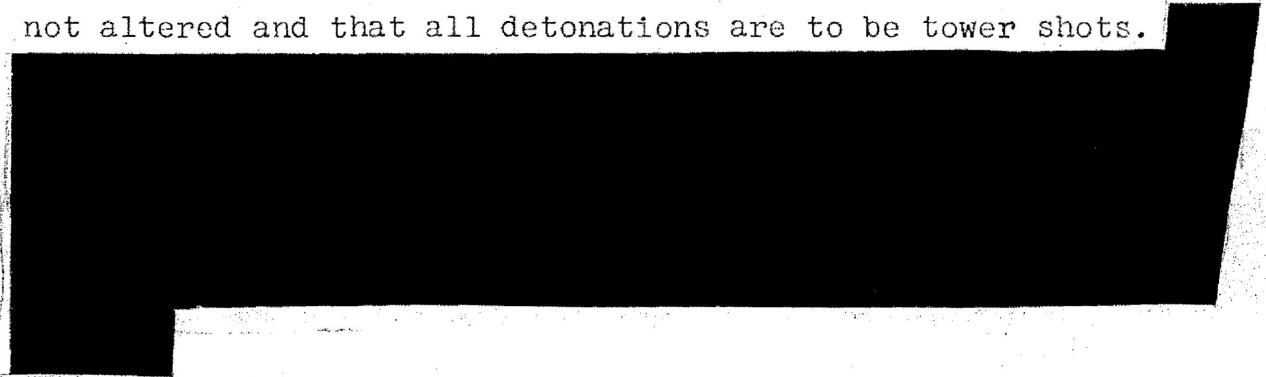 not altered and that all detonations are to be tower shots.